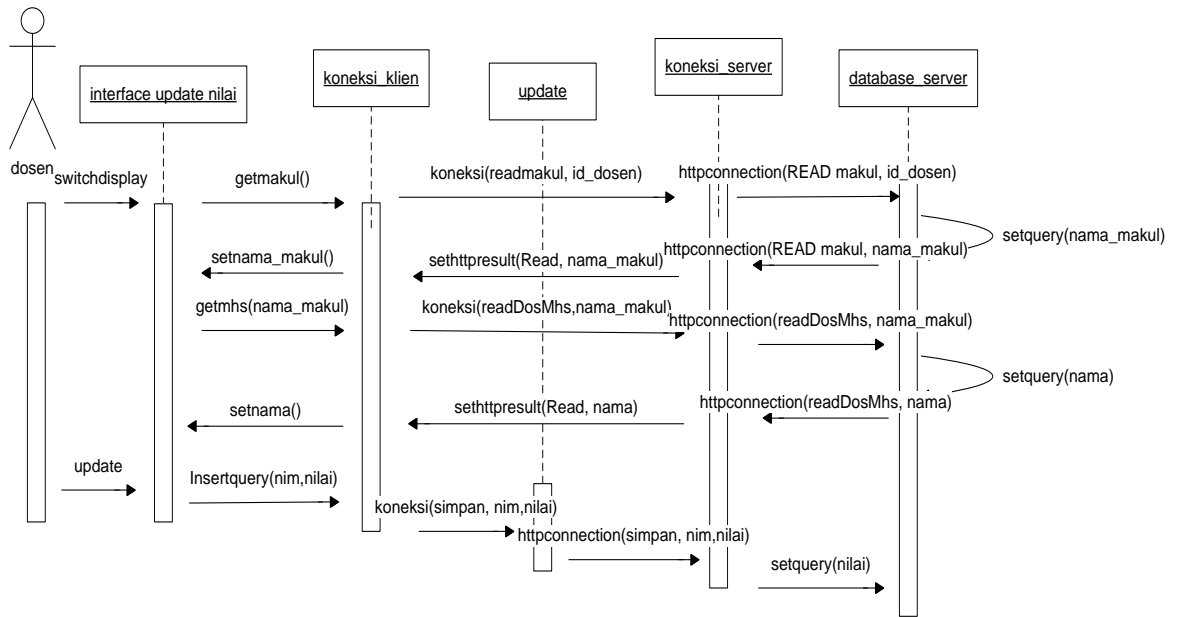 koneksi_server
koneksi_klien
database_server
interface update nilai
update
dosen
switchdisplay
getmakul()
koneksi(readmakul, id_dosen)
httpconnection(READ makul, id_dosen)
setquery(nama_makul)
httpconnection(READ makul, nama_makul)
setnama_makul()
sethttpresult(Read, nama_makul)
getmhs(nama_makul)
koneksi(readDosMhs,nama_makul)
httpconnection(readDosMhs, nama_makul)
setquery(nama)
httpconnection(readDosMhs, nama)
setnama()
sethttpresult(Read, nama)
update
Insertquery(nim,nilai)
koneksi(simpan, nim,nilai)
httpconnection(simpan, nim,nilai)
setquery(nilai)